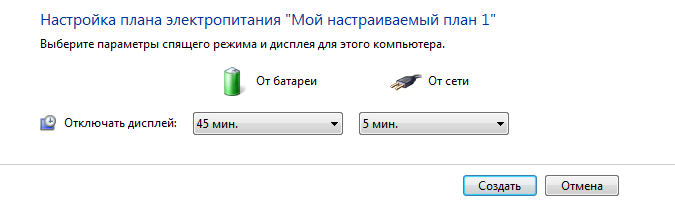 Настройка плана электропитания "Мой настраиваемый план 1"
Выберите параметры спящего режима и дисплея для этого компьютера.
От батареи От сети
Отключать дисплей: 45 мин. 5 мин.
Создать Отмена